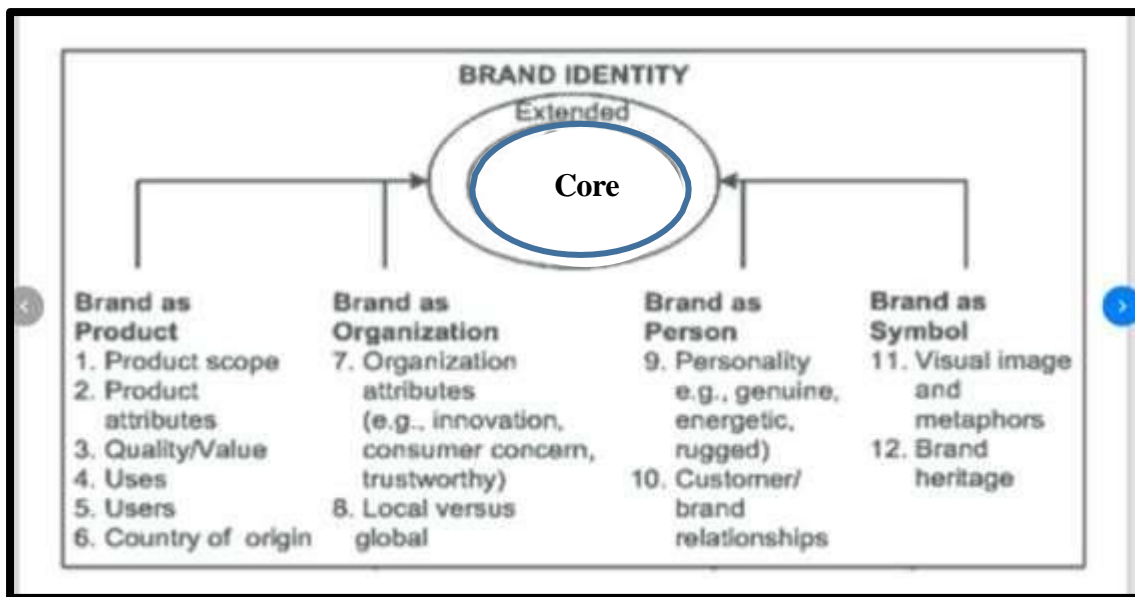 BRAND IDENTITY
Extended
Core
Brand as
Product
1. Product scope
2. Product
attributes
3. Quality/Value
4. Uses
5. Users
6. Country of origin
Brand as
Organization
7. Organization
attributes
(e.g., innovation,
consumer concern,
trustworthy)
8. Local versus
global
Brand as
Person
9. Personality
e.g., genuine,
energetic,
rugged)
10. Customer/
brand
relationships
Brand as
Symbol
11. Visual image
and
metaphors
12. Brand
heritage